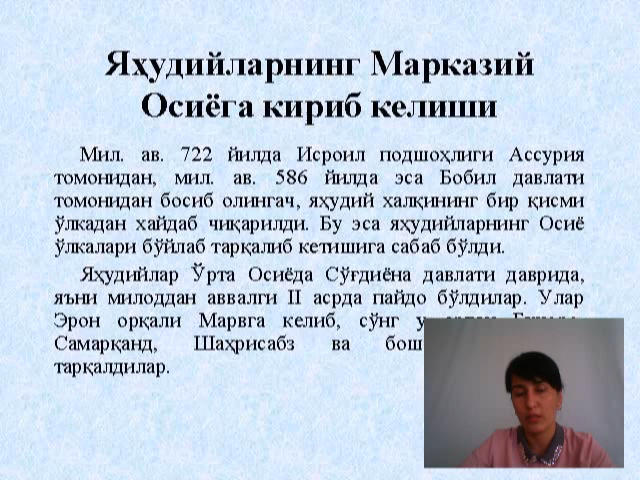 Яҳудийларнинг Марказий
Осиёга кириб келиши
Мил. ав. 722 йилда Исроил подшоҳлиги Ассурия
томонидан, мил. ав. 586 йилда эса Бобил давлати
томонидан босиб олингач, яҳудий халқининг бир қисми
ўлкадан хайдаб чиқарилди. Бу эса яҳудийларнинг Осиё
ўлкалари бўйлаб тарқалиб кетишига сабаб бўлди.
Яҳудийлар Ўрта Осиёда Сўғдиёна давлати даврида,
яъни милоддан аввалги II асрда пайдо бўлдилар. Улар
Эрон орқали Марвга келиб, сўнг
Самарқанд, Шаҳрисабз ва
тарқалдилар.